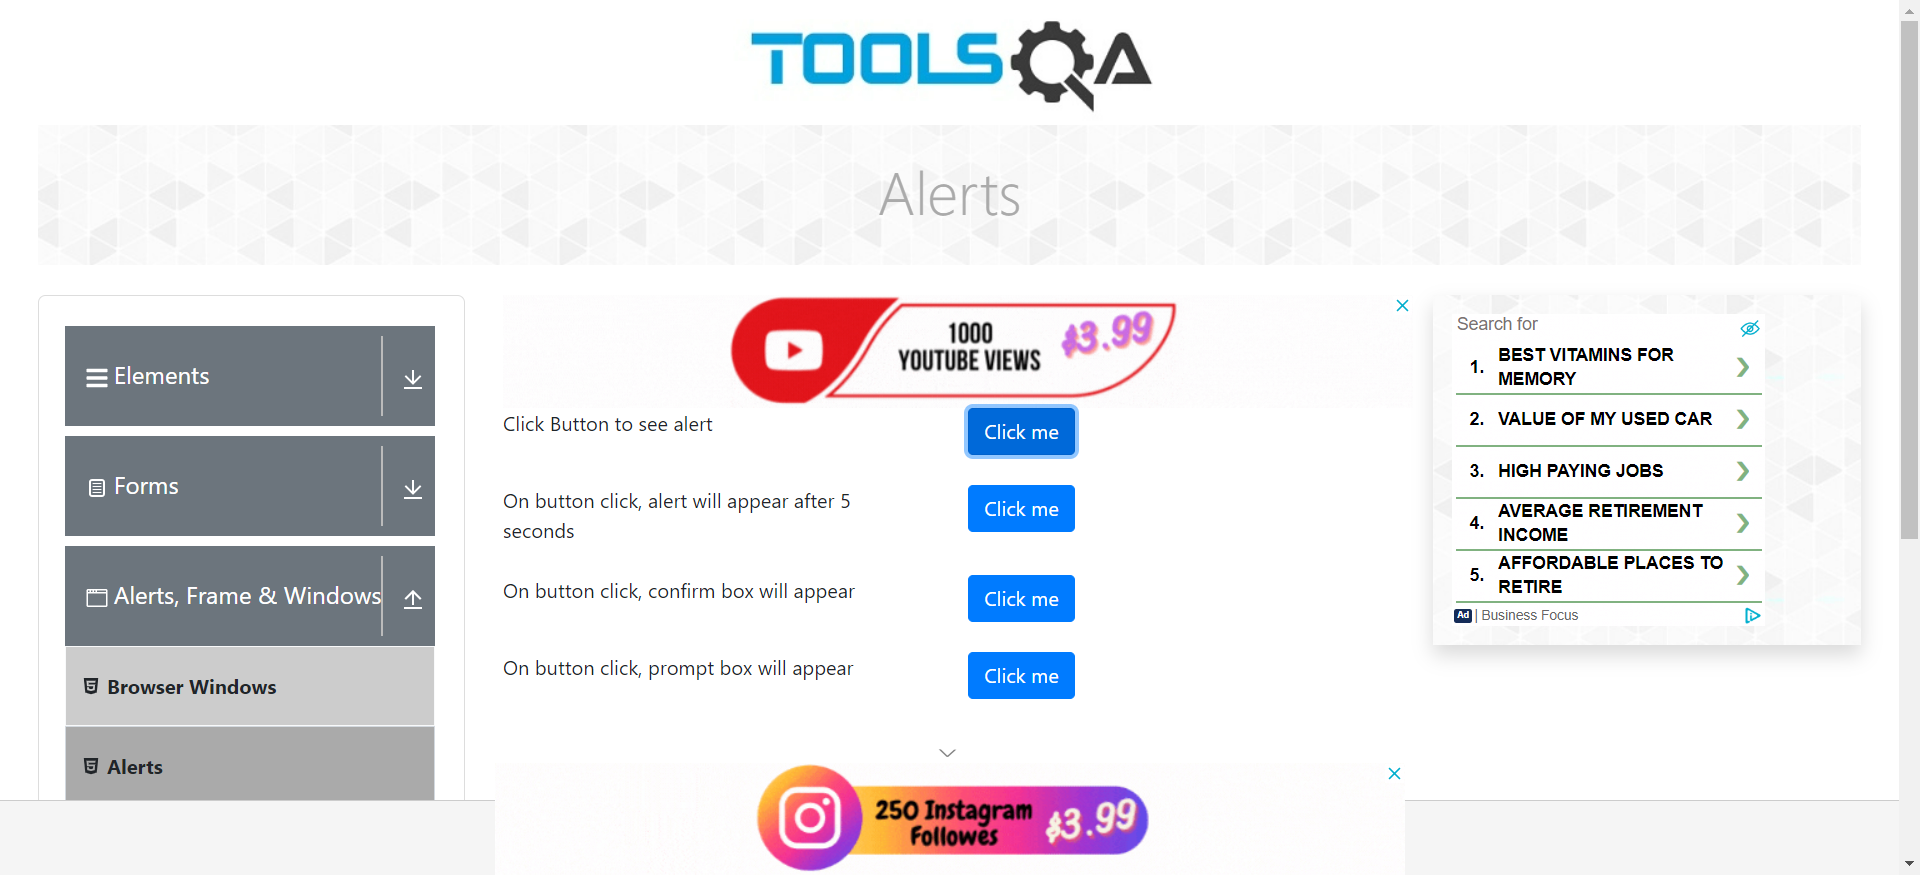 TOOLSQA
Alerts
Elements
Forms
Alerts, Frame & Windows
Browser Windows
Alerts
1000
YOUTUBE VIEWS
$3.99
Click Button to see alert
Click me
On button click, alert will appear after 5
seconds
Click me
On button click, confirm box will appear
Click me
On button click, prompt box will appear
Click me
250 Instagram
Followes
$3.99
Search for
1. BEST VITAMINS FOR
MEMORY
2. VALUE OF MY USED CAR
3. HIGH PAYING JOBS
4. AVERAGE RETIREMENT
INCOME
5. AFFORDABLE PLACES TO
RETIRE
Ad | Business Focus